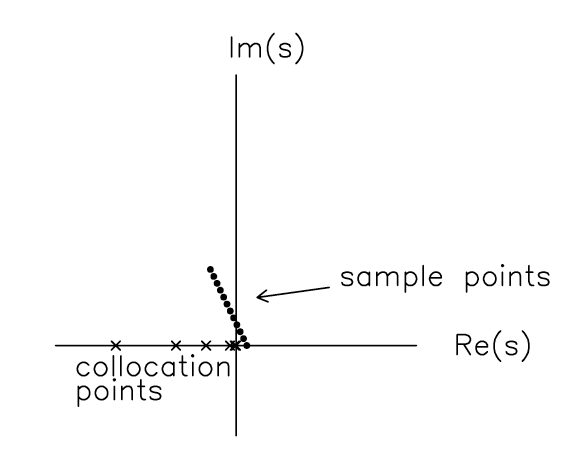 Im(s)
sample points
Re(s)
collocation
points